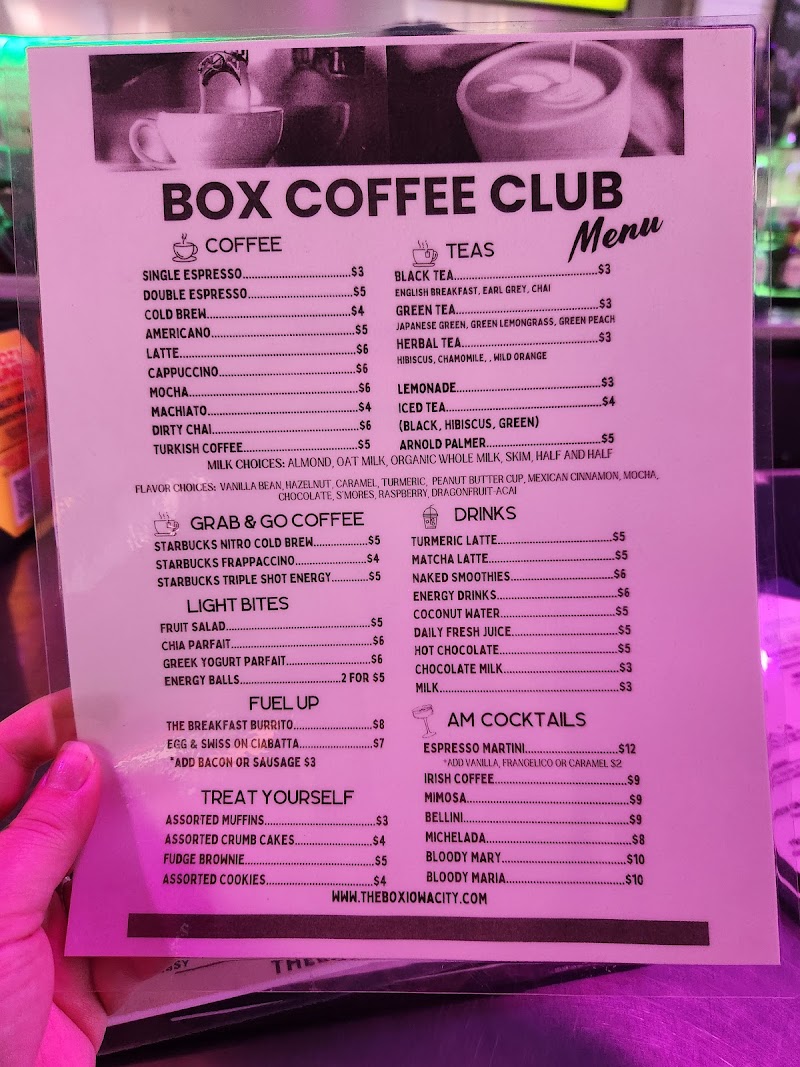 BOX COFFEE CLUB
Menu
COFFEE
SINGLE ESPRESSO....................$3
DOUBLE ESPRESSO....................$5
COLD BREW....................$4
AMERICANO....................$5
LATTE....................$6
CAPPUCCINO....................$6
MOCHA....................$6
MACHIATO....................$4
DIRTY CHAI....................$6
TURKISH COFFEE....................$5
TEAS
BLACK TEA....................$3
ENGLISH BREAKFAST, EARL GREY, CHAI
GREEN TEA....................$3
JAPANESE GREEN, GREEN LEMONGRASS, GREEN PEACH
HERBAL TEA....................$3
HIBISCUS, CHAMOMILE, , WILD ORANGE
LEMONADE....................$3
ICED TEA....................$4
(BLACK, HIBISCUS, GREEN)
ARNOLD PALMER....................$5
MILK CHOICES: ALMOND, OAT MILK, ORGANIC WHOLE MILK, SKIM, HALF AND HALF
FLAVOR CHOICES: VANILLA BEAN, HAZELNUT, CARAMEL, TURMERIC, PEANUT BUTTER CUP, MEXICAN CINNAMON, MOCHA,
CHOCOLATE, S'MORES, RASPBERRY, DRAGONFRUIT-ACAI
GRAB & GO COFFEE
STARBUCKS NITRO COLD BREW....................$5
STARBUCKS FRAPPACCINO....................$4
STARBUCKS TRIPLE SHOT ENERGY....................$5
LIGHT BITES
FRUIT SALAD....................$5
CHIA PARFAIT....................$6
GREEK YOGURT PARFAIT....................$6
ENERGY BALLS....................2 FOR $5
FUEL UP
THE BREAKFAST BURRITO....................$8
EGG & SWISS ON CIABATTA....................$7
*ADD BACON OR SAUSAGE $3
TREAT YOURSELF
ASSORTED MUFFINS....................$3
ASSORTED CRUMB CAKES....................$4
FUDGE BROWNIE....................$5
ASSORTED COOKIES....................$4
DRINKS
TURMERIC LATTE....................$5
MATCHA LATTE....................$5
NAKED SMOOTHIES....................$6
ENERGY DRINKS....................$6
COCONUT WATER....................$5
DAILY FRESH JUICE....................$5
HOT CHOCOLATE....................$5
CHOCOLATE MILK....................$3
MILK....................$3
AM COCKTAILS
ESPRESSO MARTINI....................$12
*ADD VANILLA, FRANGELICO OR CARAMEL $2
IRISH COFFEE....................$9
MIMOSA....................$9
BELLINI....................$9
MICHELADA....................$8
BLOODY MARY....................$10
BLOODY MARIA....................$10
WWW.THEBOXIOWACITY.COM